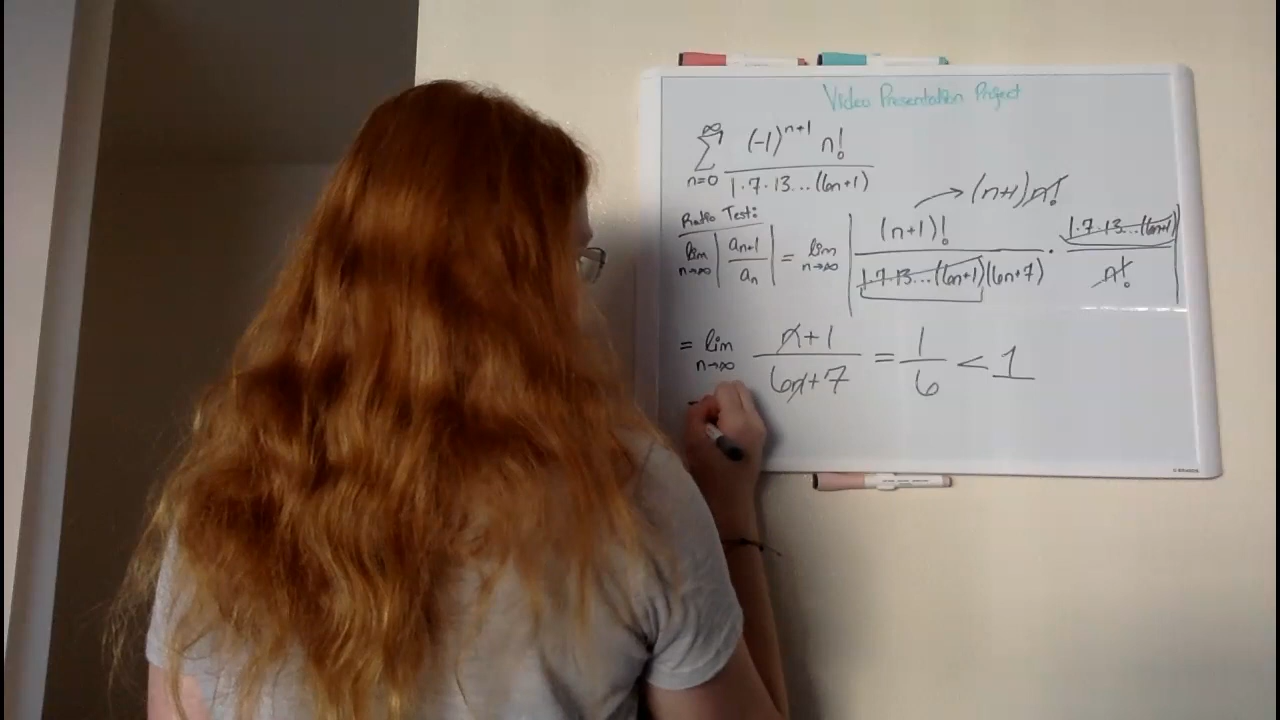 Video Presentation Project
∞
∑ (-1)^{n+1} n!
n=0 1·7·13...(6n+1)
Ratio Test:
lim n→∞ | a_{n+1} / a_n | = lim n→∞ | (n+1)! / 1·7·13...(6n+1)(6n+7) · 1·7·13...(6n+1) / n! |
→ (n+1)n!
= lim n→∞ n+1 / 6n+7 = 1/6 < 1